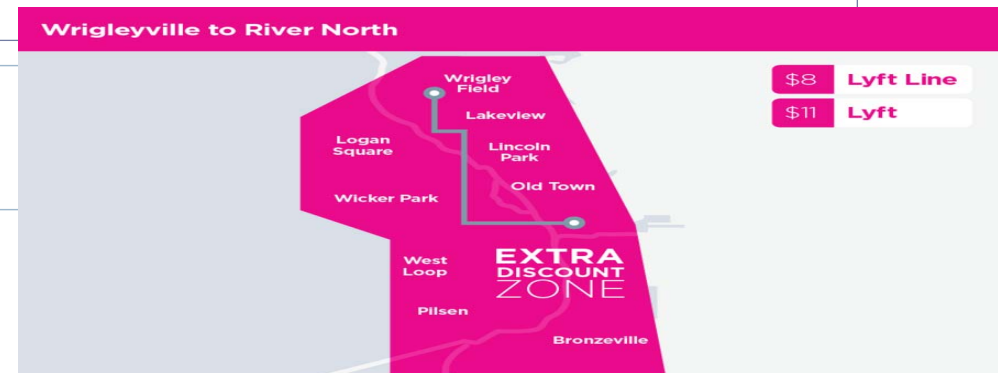 Wrigleyville to River North
$8 Lyft Line
$11 Lyft
Wrigley
Field
Lakeview
Logan
Square
Lincoln
Park
Old Town
Wicker Park
West
Loop
EXTRA
DISCOUNT
ZONE
Pilsen
Bronzeville